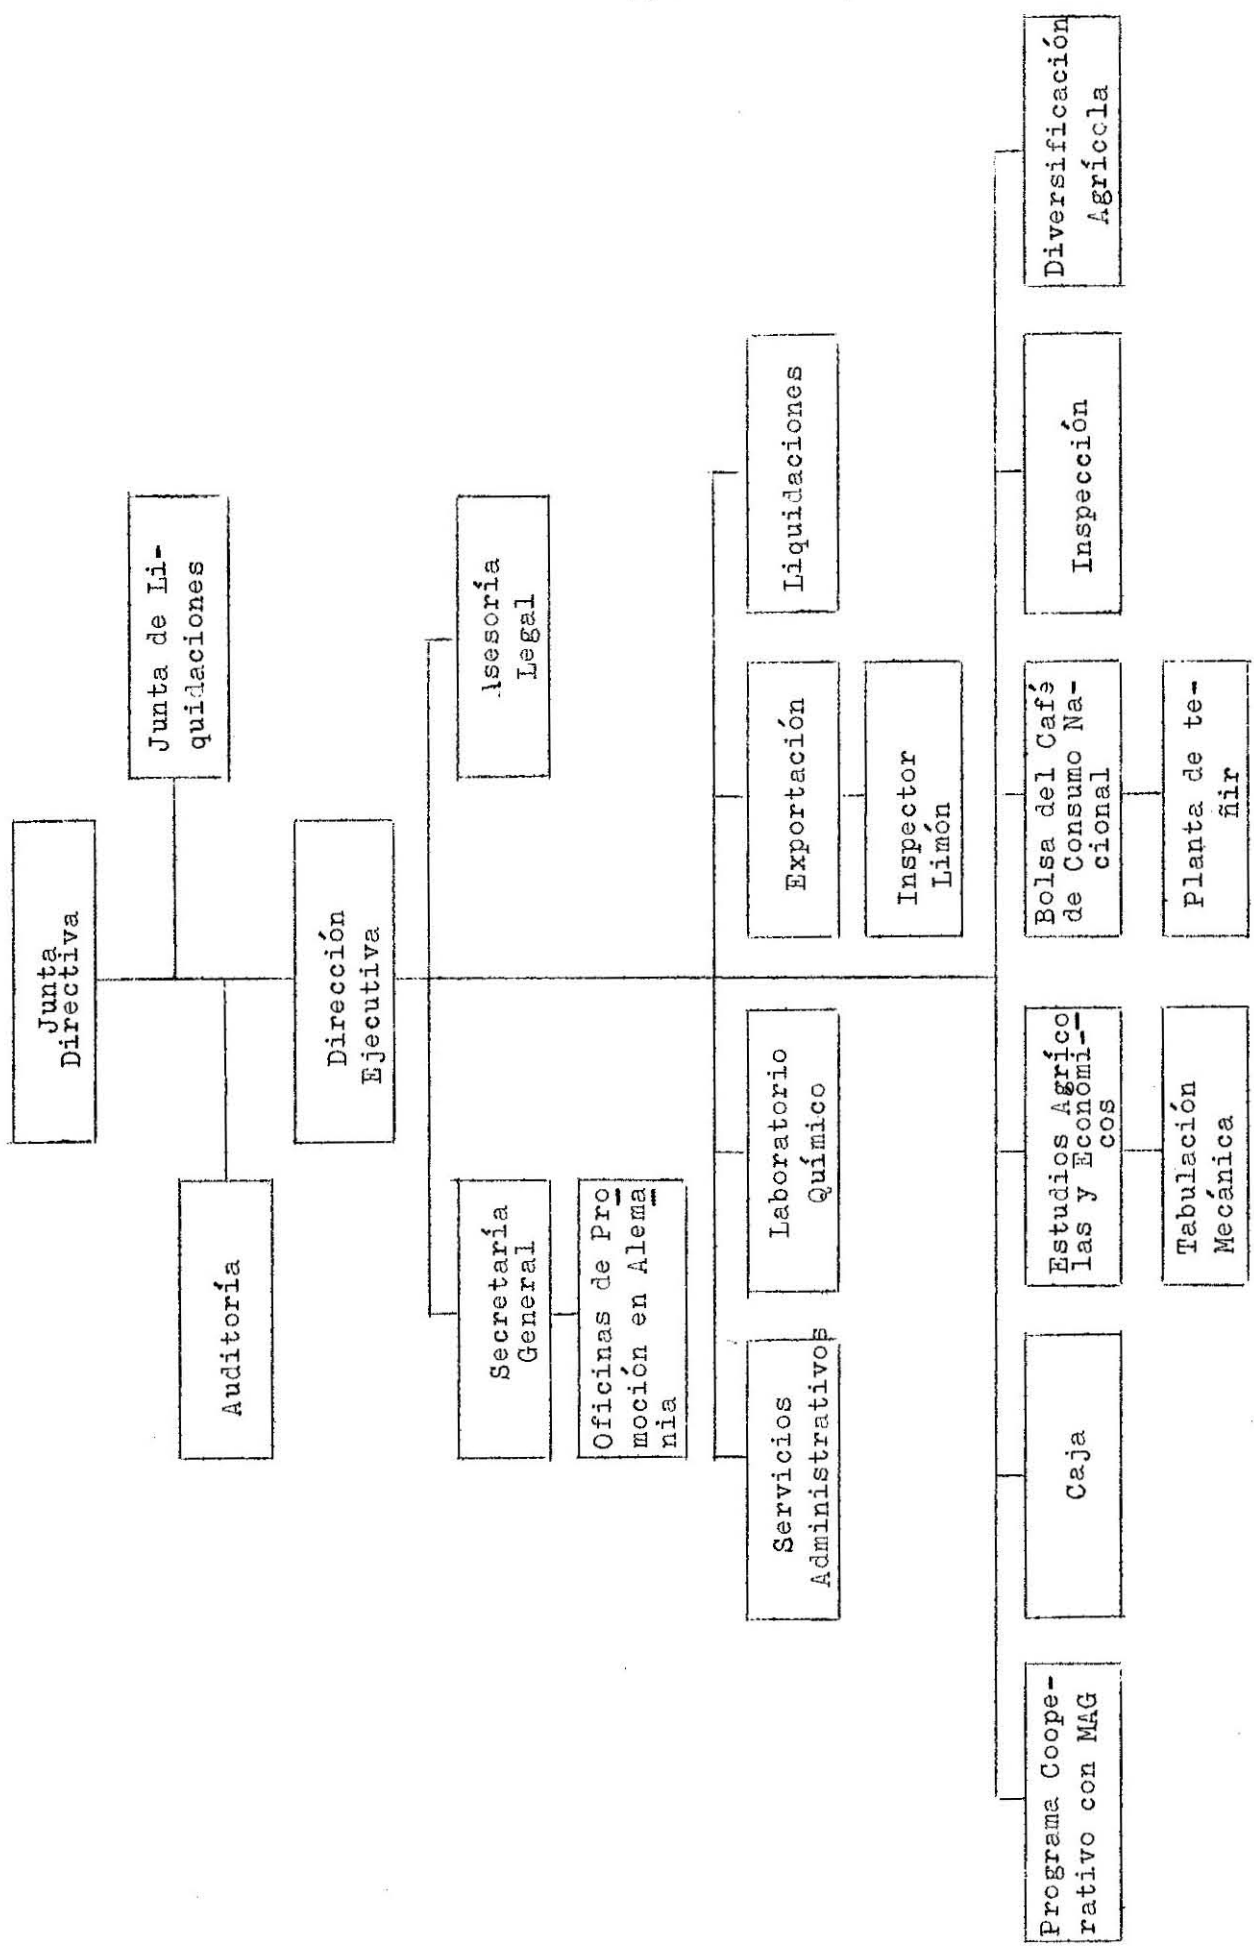 Junta
Directiva
Junta de Li-
quidaciones
Auditoría
Dirección
Ejecutiva
Secretaría
General
Asesoría
Legal
Oficinas de Pro
moción en Alema
nia
Servicios
Administrativos
Laboratorio
Químico
Exportación
Liquidaciones
Inspector
Limón
Programa Coope-
rativo con MAG
Caja
Estudios Agríco
las y Económi-
cos
Bolsa del Café
de Consumo Na-
cional
Inspección
Diversificación
Agrícola
Tabulación
Mecánica
Planta de te-
ñir